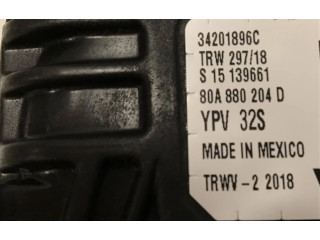 34201896C
TRW 297/18
S 15 139661
80A 880 204 D
YPV 32S
MADE IN MEXICO
TRWV-2 2018